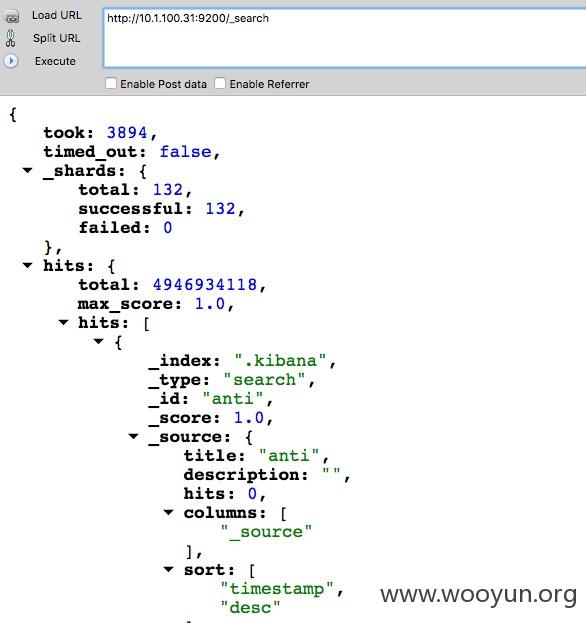 Load URL
http://10.1.100.31:9200/_search
Split URL
Execute
Enable Post data Enable Referrer
{
took: 3894,
timed_out: false,
_shards: {
total: 132,
successful: 132,
failed: 0
},
hits: {
total: 4946934118,
max_score: 1.0,
hits: [
{
_index: ".kibana",
_type: "search",
_id: "anti",
_score: 1.0,
_source: {
title: "anti",
description: "",
hits: 0,
columns: [
"_source"
],
sort: [
"timestamp",
"desc"
www.wooyun.org